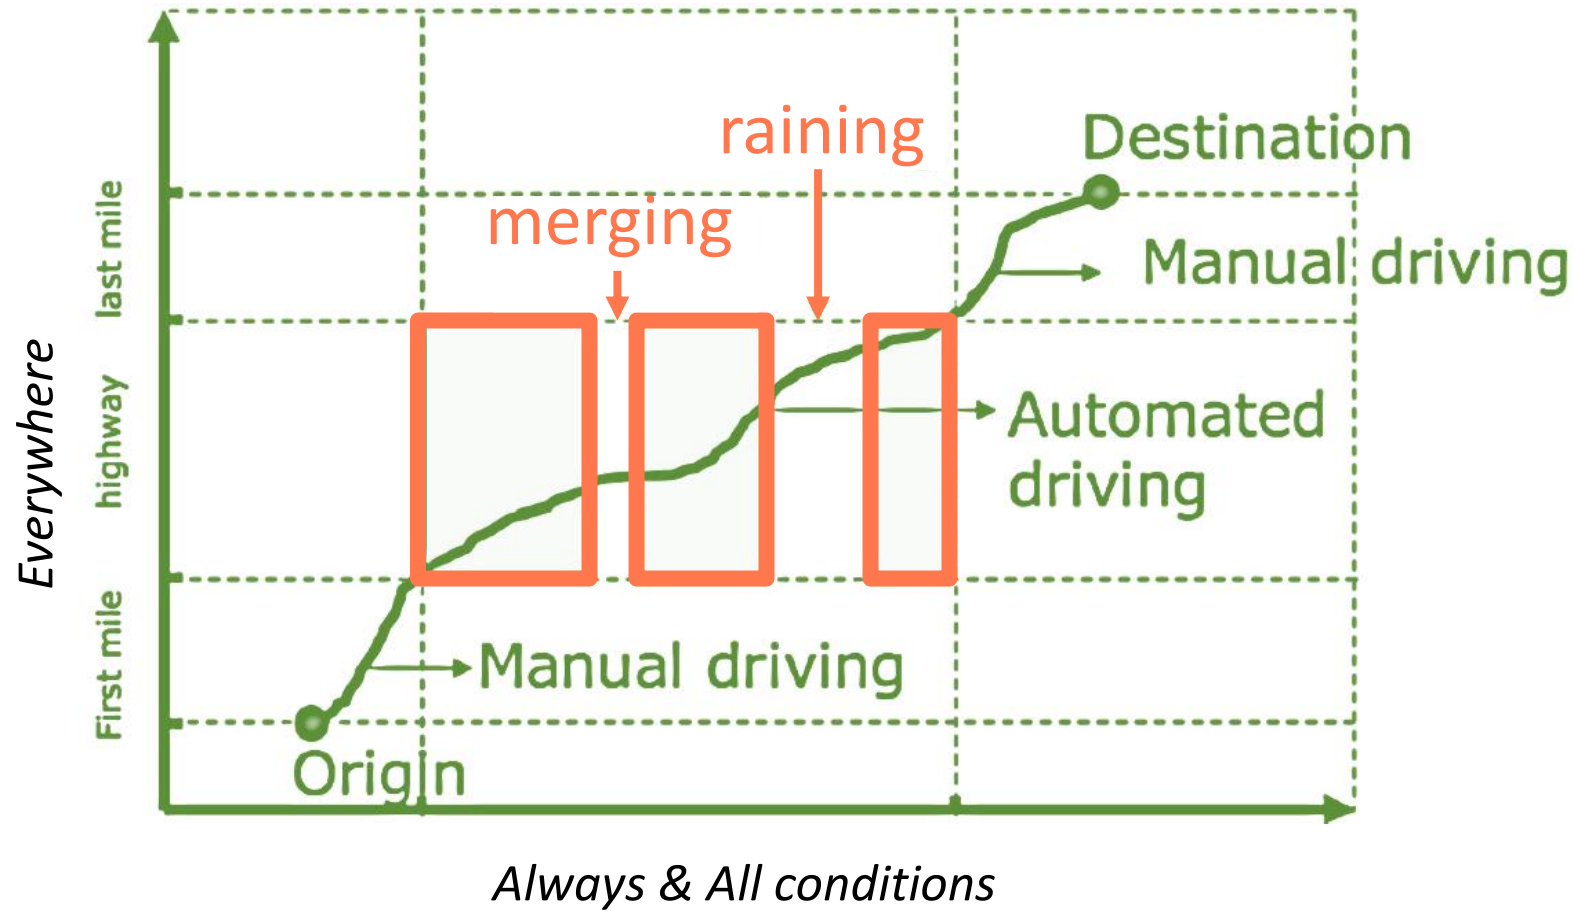 raining
Destination
merging
Manual driving
last mile
Everywhere
highway
Automated
driving
First mile
Manual driving
Origin
Always & All conditions